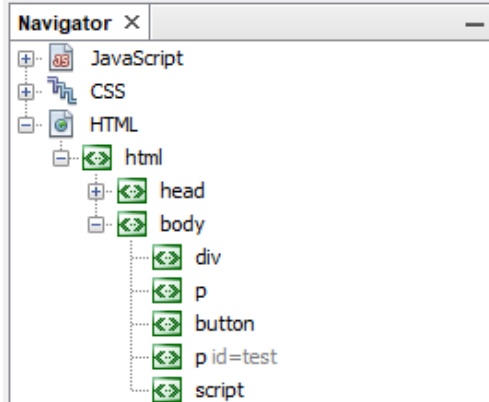 Navigator
JavaScript
CSS
HTML
html
head
body
div
p
button
p id=test
script